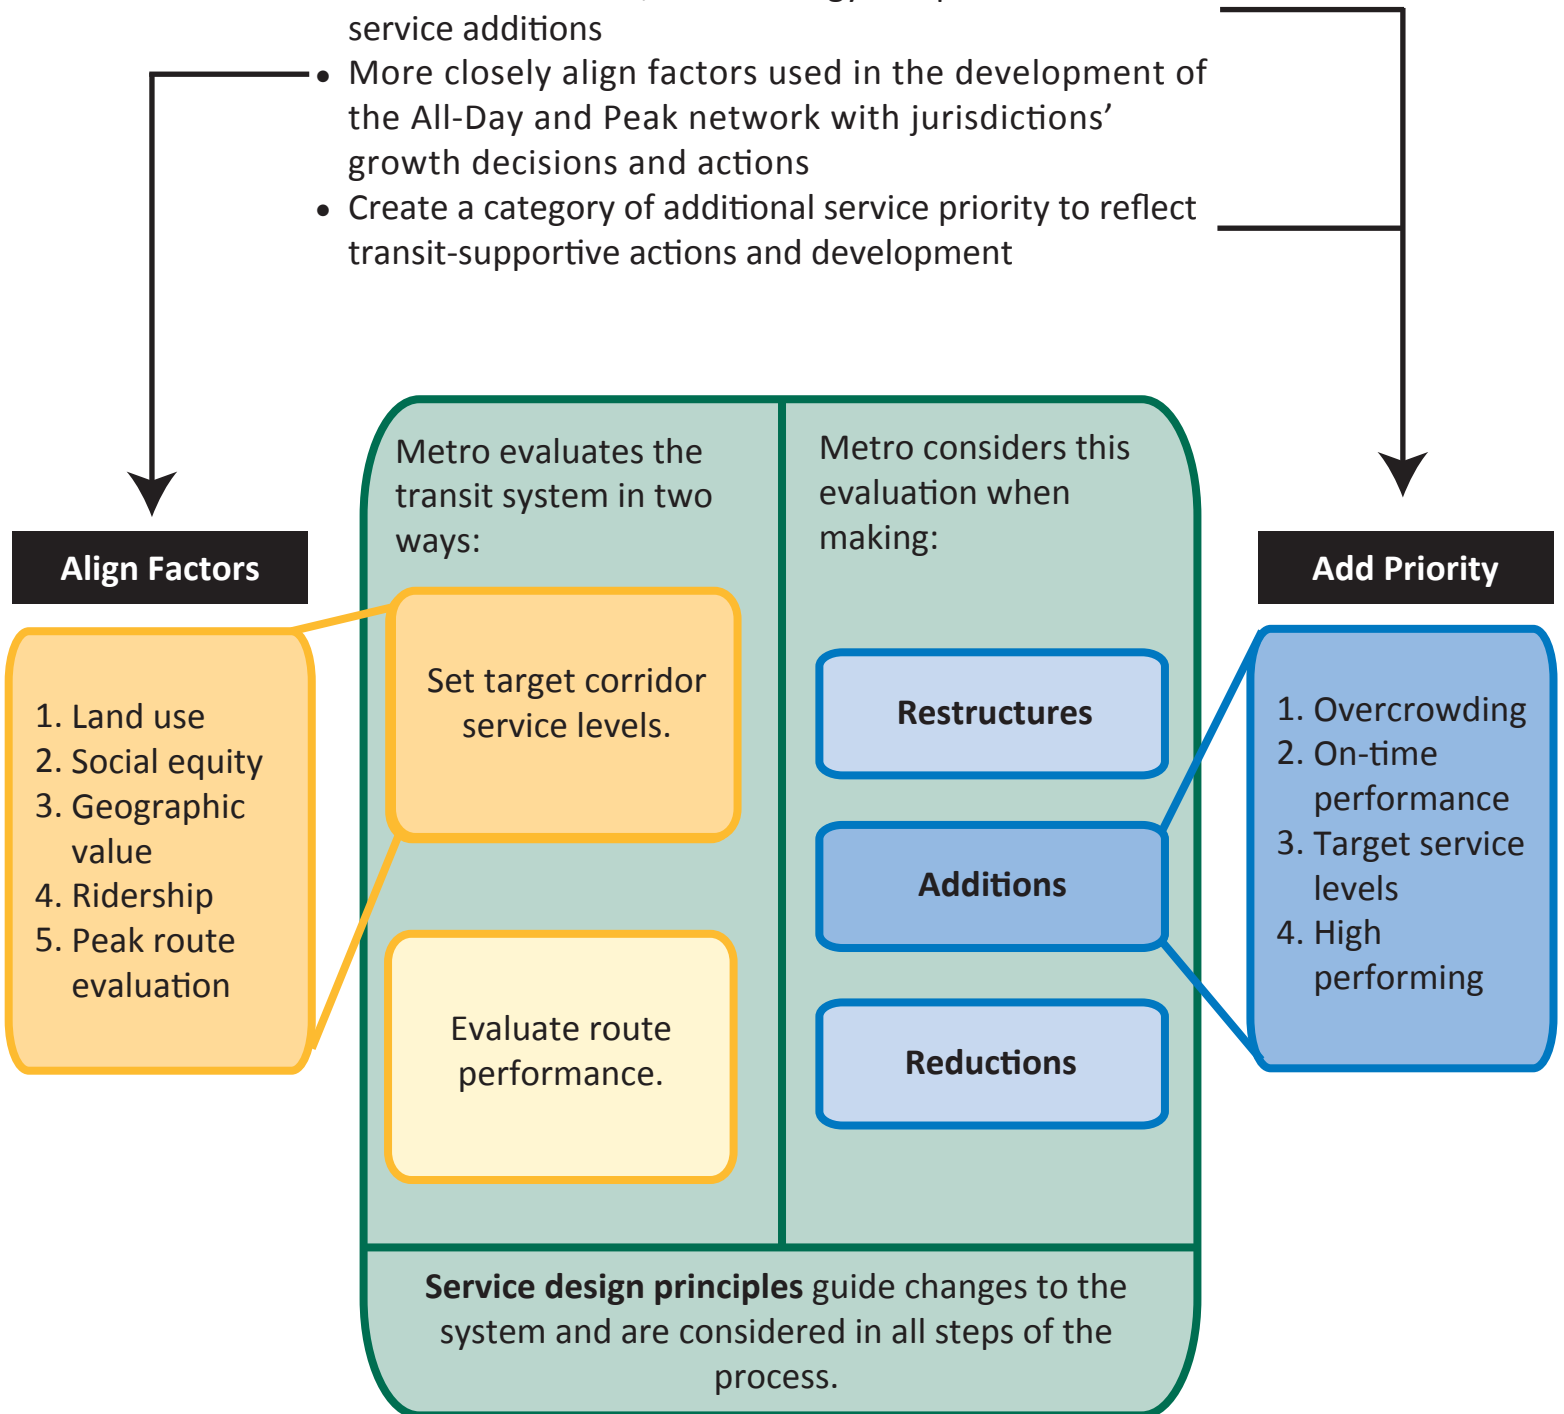 service additions
• More closely align factors used in the development of
the All-Day and Peak network with jurisdictions’
growth decisions and actions
• Create a category of additional service priority to reflect
transit-supportive actions and development
Align Factors
1. Land use
2. Social equity
3. Geographic
value
4. Ridership
5. Peak route
evaluation
Metro evaluates the
transit system in two
ways:
Set target corridor
service levels.
Evaluate route
performance.
Metro considers this
evaluation when
making:
Restructures
Additions
Reductions
Add Priority
1. Overcrowding
2. On-time
performance
3. Target service
levels
4. High
performing
Service design principles guide changes to the
system and are considered in all steps of the
process.